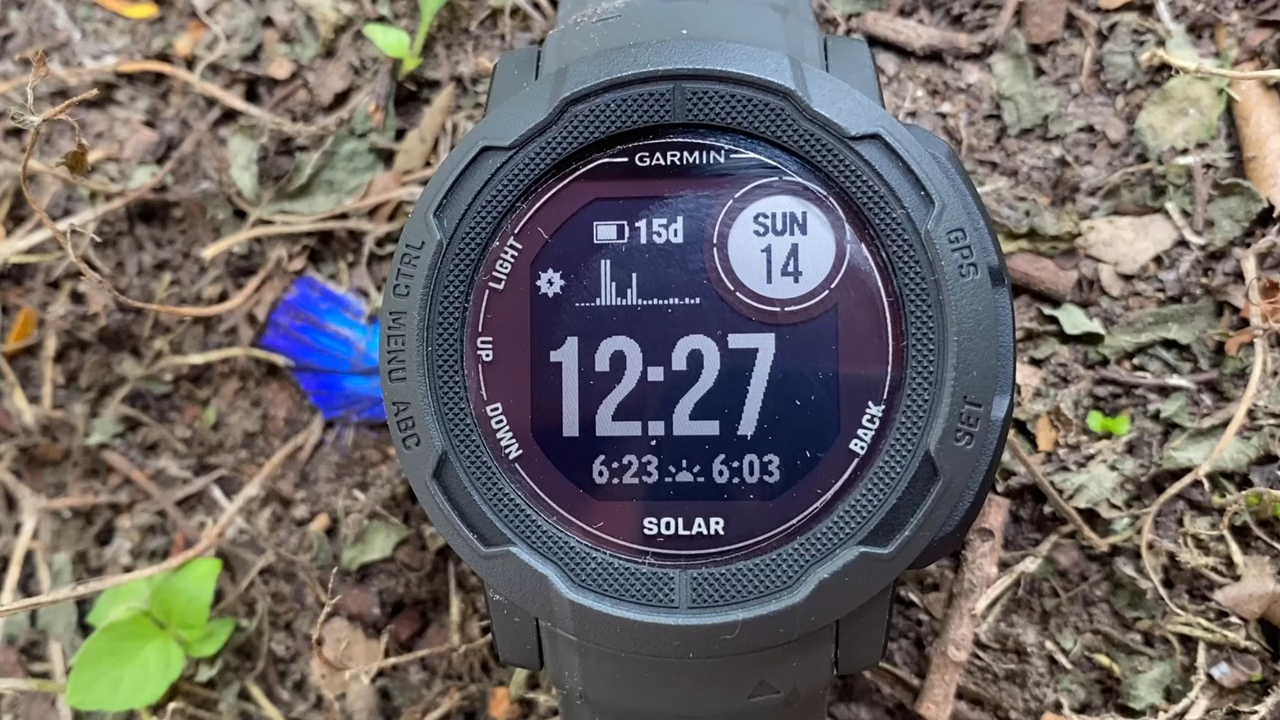 GARMIN
15d
SUN
14
LIGHT
CTRL
GPS
UP
MENU
12:27
DOWN
ABC
BACK
SET
6:23 6:03
SOLAR